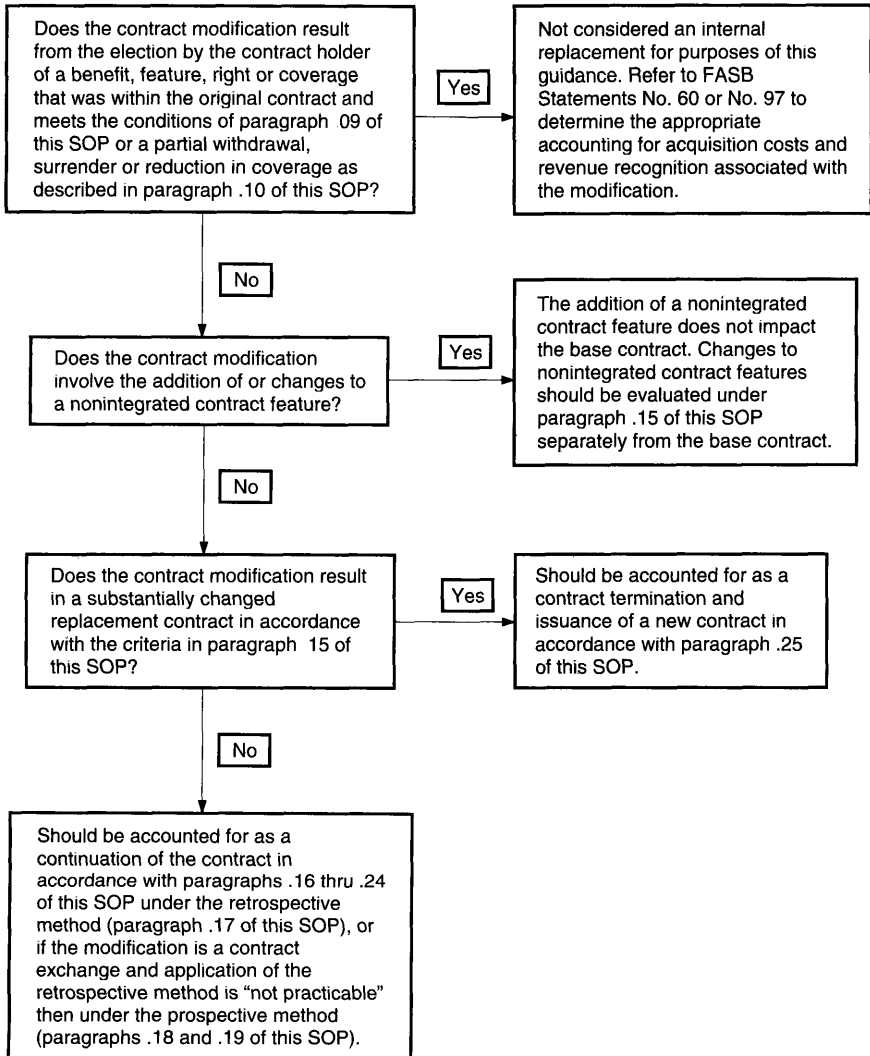 Does the contract modification result
from the election by the contract holder
of a benefit, feature, right or coverage
that was within the original contract and
meets the conditions of paragraph 09 of
this SOP or a partial withdrawal,
surrender or reduction in coverage as
described in paragraph .10 of this SOP?
Yes
Not considered an internal
replacement for purposes of this
guidance. Refer to FASB
Statements No. 60 or No. 97 to
determine the appropriate
accounting for acquisition costs and
revenue recognition associated with
the modification.
No
Does the contract modification
involve the addition of or changes to
a nonintegrated contract feature?
Yes
The addition of a nonintegrated
contract feature does not impact
the base contract. Changes to
nonintegrated contract features
should be evaluated under
paragraph .15 of this SOP
separately from the base contract.
No
Does the contract modification result
in a substantially changed
replacement contract in accordance
with the criteria in paragraph 15 of
this SOP?
Yes
Should be accounted for as a
contract termination and
issuance of a new contract in
accordance with paragraph .25
of this SOP.
No
Should be accounted for as a
continuation of the contract in
accordance with paragraphs .16 thru .24
of this SOP under the retrospective
method (paragraph .17 of this SOP), or
if the modification is a contract
exchange and application of the
retrospective method is “not practicable”
then under the prospective method
(paragraphs .18 and .19 of this SOP).